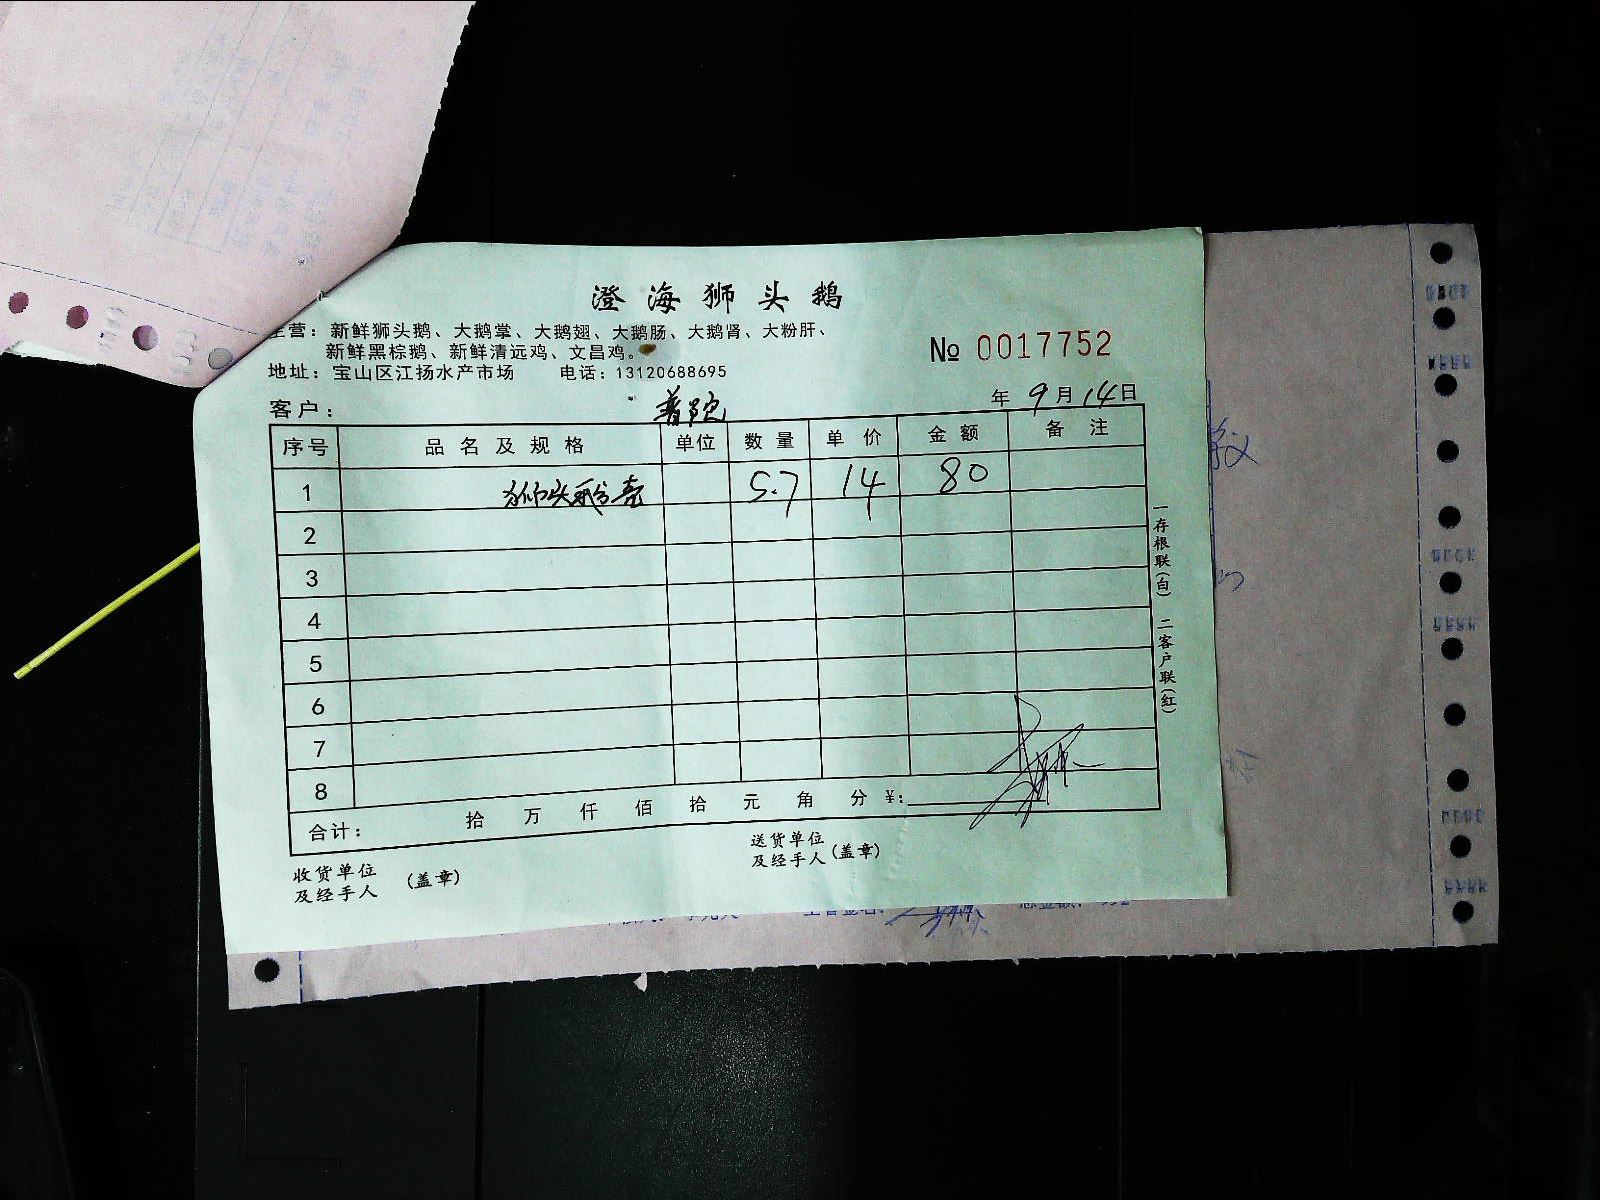 澄海狮头鹅
主营：新鲜狮头鹅、大鹅掌、大鹅翅、大鹅肠、大鹅肾、大粉肝、
新鲜黑棕鹅、新鲜清远鸡、文昌鸡。
№ 0017752
地址：宝山区江扬水产市场 电话：13120688695
客户： 年 9 月 14 日
序号 品名及规格 单位 数量 单价 金额 备注
1 狮头 5.7 14 80
2
3
4
5
6
7
8
合计： 拾 万 仟 佰 拾 元 角 分 ¥：
收货单位
及经手人 (盖章)
送货单位
及经手人 (盖章)
一存根联(白) 二客户联(红)